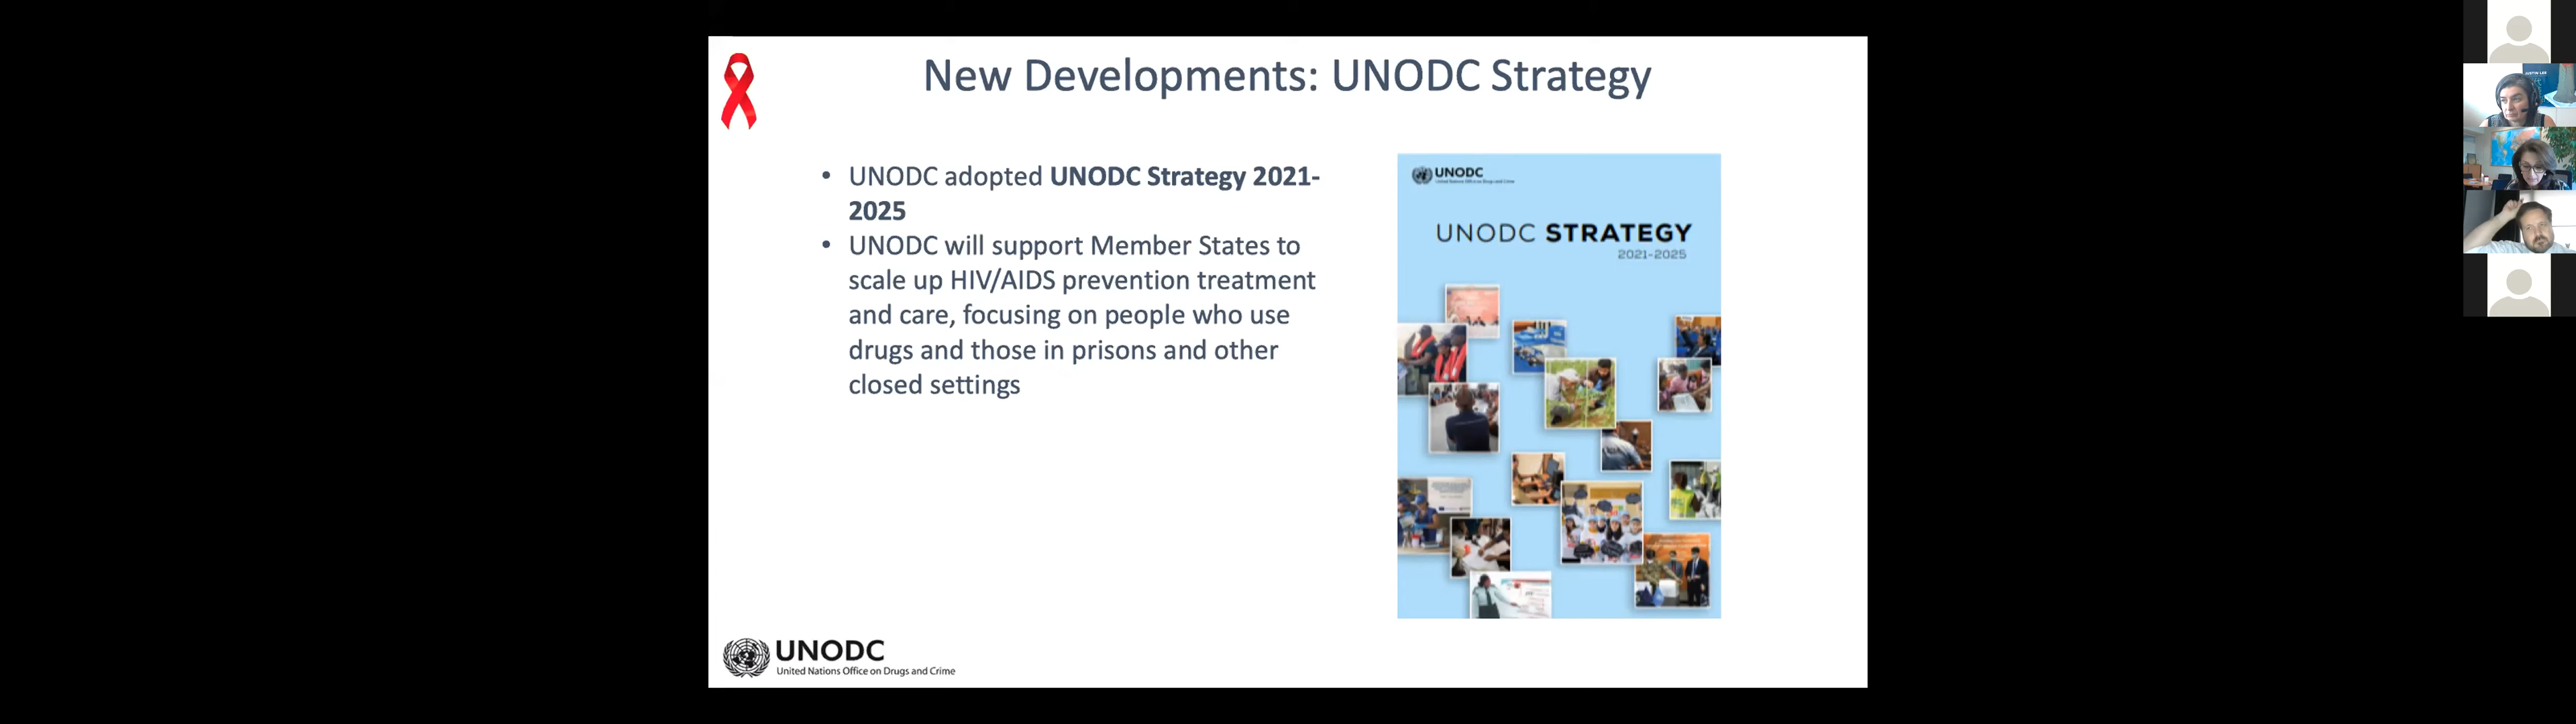 New Developments: UNODC Strategy
• UNODC adopted UNODC Strategy 2021-
2025
• UNODC will support Member States to
scale up HIV/AIDS prevention treatment
and care, focusing on people who use
drugs and those in prisons and other
closed settings
UNODC
United Nations Office on Drugs and Crime
UNODC STRATEGY
2021-2025
UNODC
United Nations Office on Drugs and Crime
JUSTIN LEE